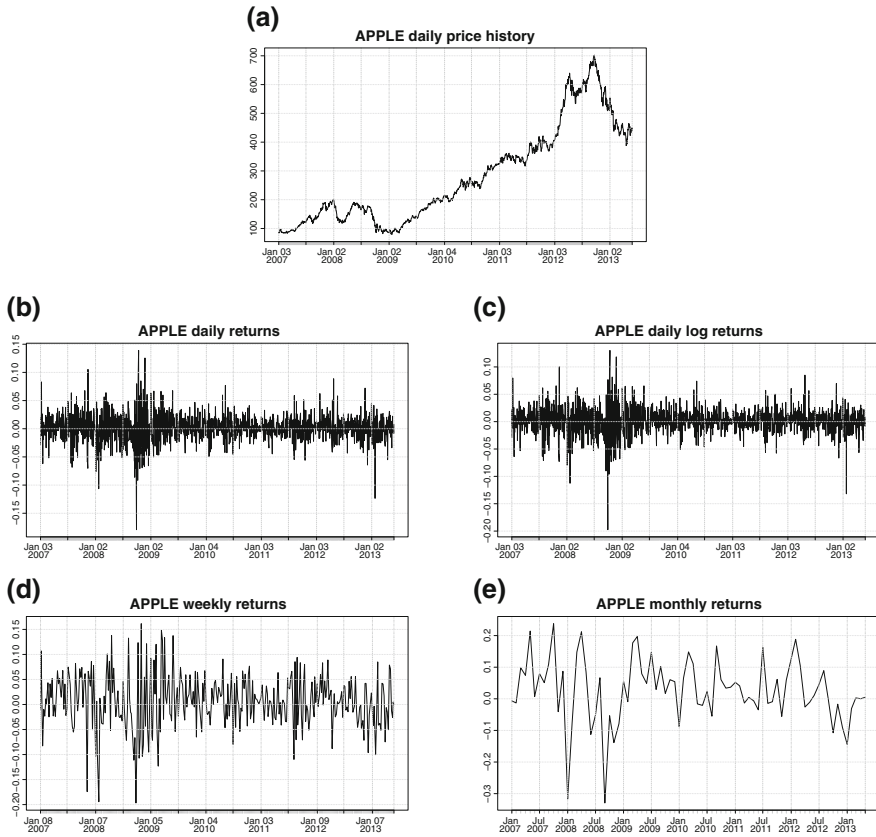 (a)
APPLE daily price history
700
600
500
400
300
200
100
Jan 03 2007
Jan 02 2008
Jan 02 2009
Jan 04 2010
Jan 03 2011
Jan 03 2012
Jan 02 2013
(b)
APPLE daily returns
0.15
0.10
0.05
0.00
−0.05
−0.10
−0.15
Jan 03 2007
Jan 02 2008
Jan 02 2009
Jan 04 2010
Jan 03 2011
Jan 03 2012
Jan 02 2013
(c)
APPLE daily log returns
0.10
0.05
0.00
−0.05
−0.10
−0.15
−0.20
Jan 03 2007
Jan 02 2008
Jan 02 2009
Jan 04 2010
Jan 03 2011
Jan 03 2012
Jan 02 2013
(d)
APPLE weekly returns
0.15
0.10
0.05
0.00
−0.05
−0.10
−0.15
−0.20
Jan 08 2007
Jan 07 2008
Jan 05 2009
Jan 04 2010
Jan 03 2011
Jan 09 2012
Jan 07 2013
(e)
APPLE monthly returns
0.2
0.1
0.0
−0.1
−0.2
−0.3
Jan 2007
Jul 2007
Jan 2008
Jul 2008
Jan 2009
Jul 2009
Jan 2010
Jul 2010
Jan 2011
Jul 2011
Jan 2012
Jul 2012
Jan 2013